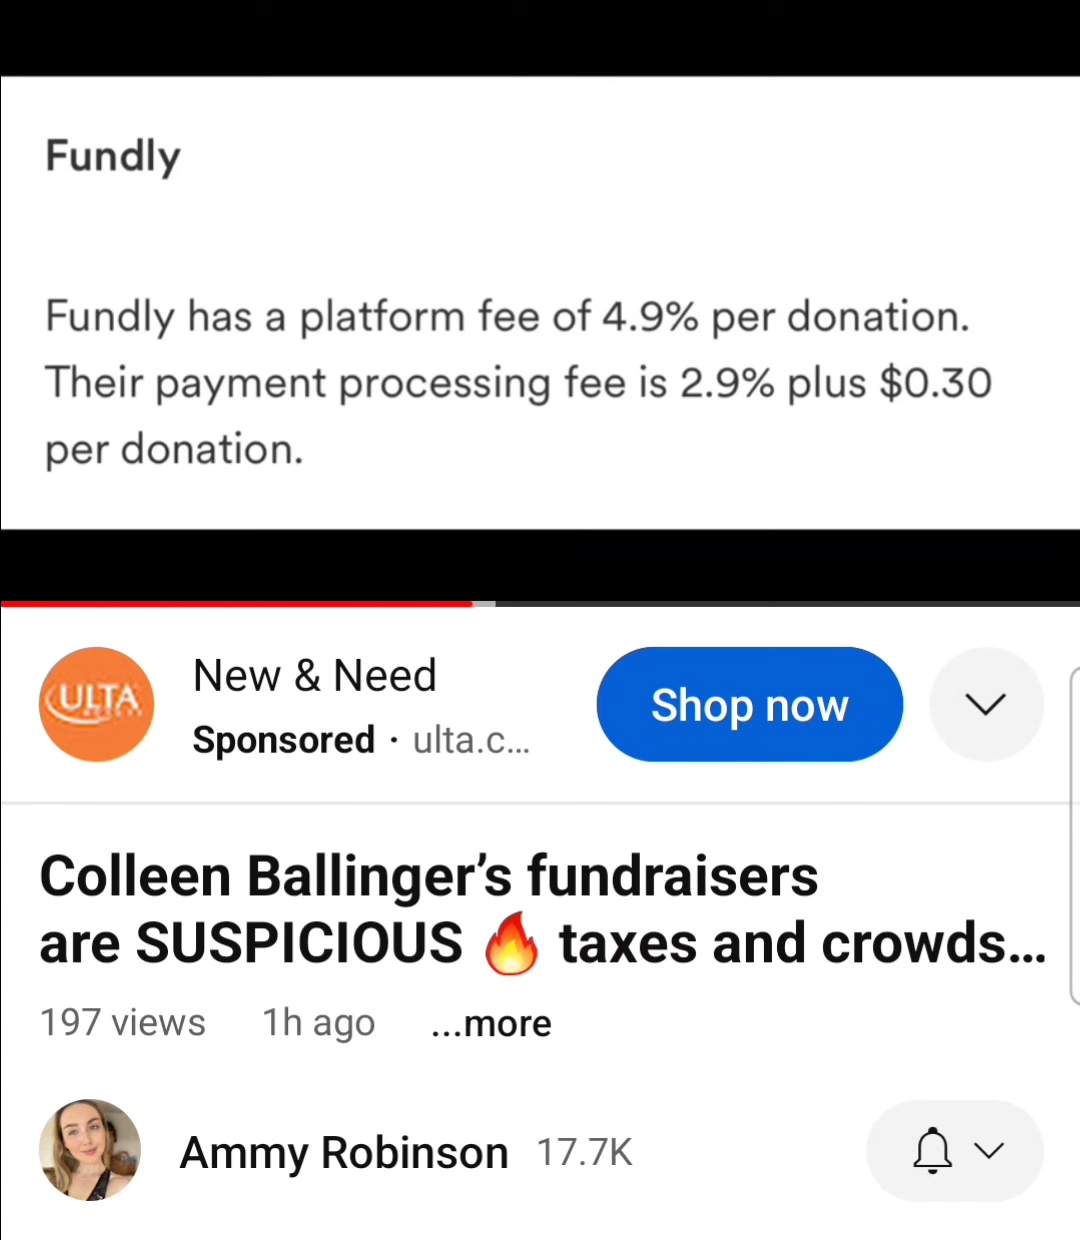 Fundly
Fundly has a platform fee of 4.9% per donation.
Their payment processing fee is 2.9% plus $0.30
per donation.
ULTA
New & Need
Sponsored · ulta.c...
Shop now
Colleen Ballinger’s fundraisers
are SUSPICIOUS 🔥 taxes and crowds...
197 views 1h ago ...more
Ammy Robinson 17.7K